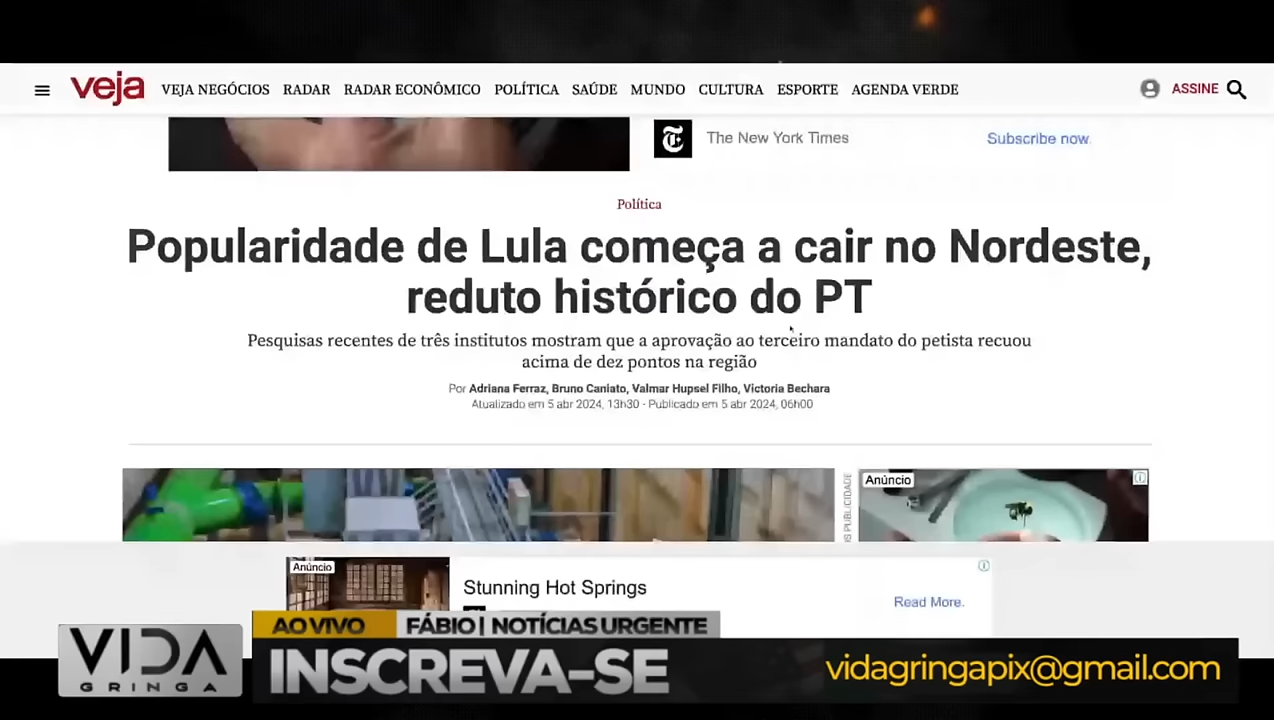 veja VEJA NEGÓCIOS RADAR RADAR ECONÔMICO POLÍTICA SAÚDE MUNDO CULTURA ESPORTE AGENDA VERDE ASSINE
The New York Times Subscribe now
Política
Popularidade de Lula começa a cair no Nordeste,
reduto histórico do PT
Pesquisas recentes de três institutos mostram que a aprovação ao terceiro mandato do petista recuou
acima de dez pontos na região
Por Adriana Ferraz, Bruno Caniato, Valmar Hupsel Filho, Victoria Bechara
Atualizado em 5 abr 2024, 13h30 - Publicado em 5 abr 2024, 06h00
PUBLICIDADE
Anúncio
Anúncio
Stunning Hot Springs
Read More.
AO VIVO FÁBIO | NOTÍCIAS URGENTE
VIDA
GRINGA
INSCREVA-SE
vidagringapix@gmail.com